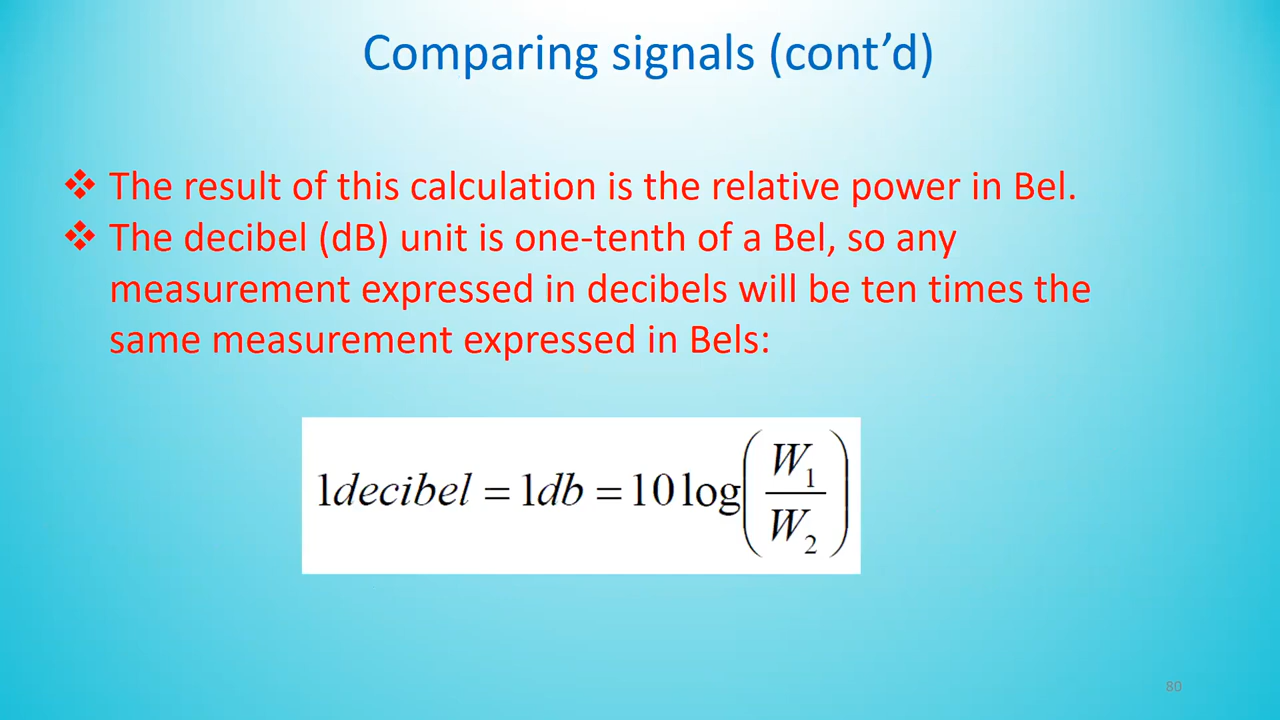 Comparing signals (cont’d)
❖ The result of this calculation is the relative power in Bel.
❖ The decibel (dB) unit is one-tenth of a Bel, so any
measurement expressed in decibels will be ten times the
same measurement expressed in Bels:
1decibel = 1db = 10 log(W₁/W₂)
80